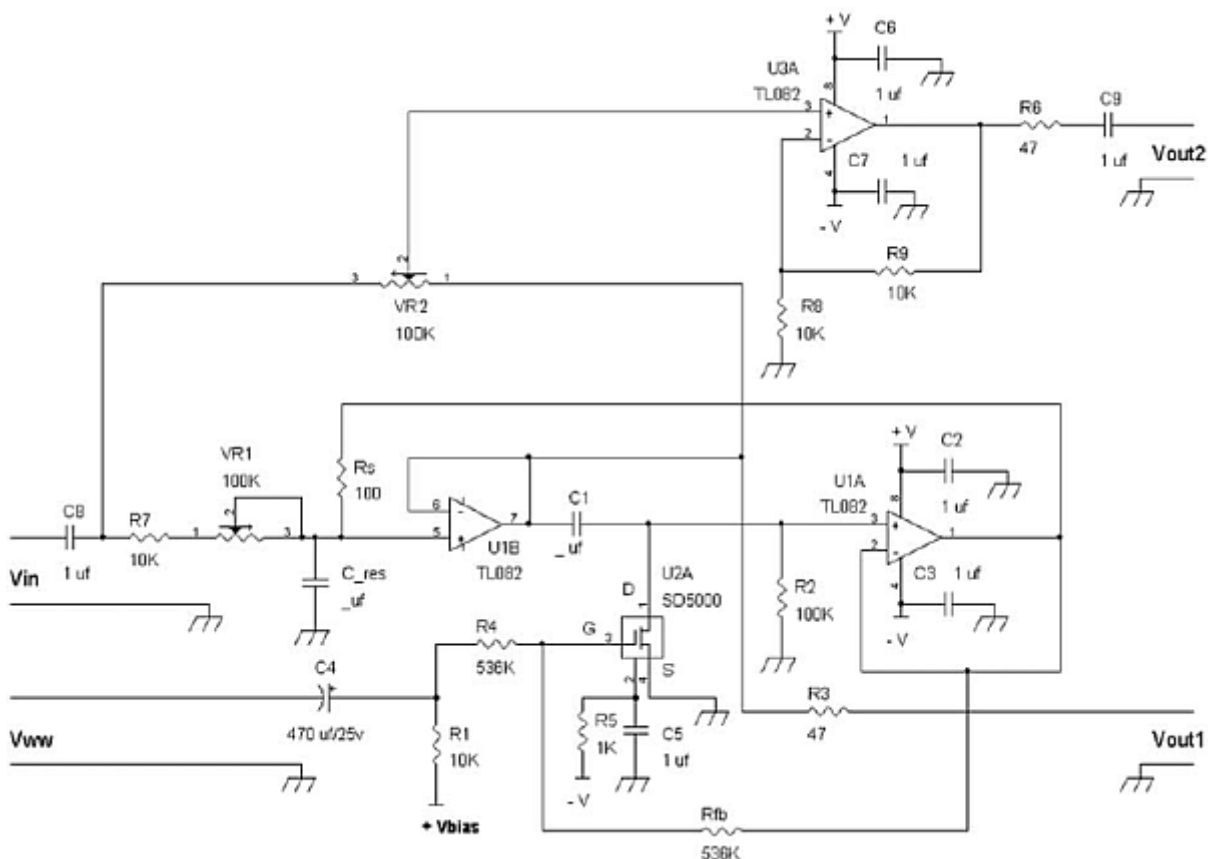 + V
C6
U3A
TL082
8
1 uf
3
+
1
2
-
4
C7
1 uf
- V
R6
47
C9
1 uf
Vout2
R9
10K
R8
10K
3
2
1
VR2
100K
VR1
100K
2
1
3
Rs
100
C8
1 uf
R7
10K
Vin
C_res
_uf
6
-
5
+
7
U1B
TL082
C1
_uf
+ V
C2
U1A
TL082
8
1 uf
3
+
1
2
-
4
C3
1 uf
- V
R2
100K
U2A
SD5000
D
1
G
3
S
2
4
R4
536K
C4
470 uf/25v
Vww
R1
10K
+ Vbias
R5
1K
- V
C5
1 uf
R3
47
Vout1
Rfb
536K